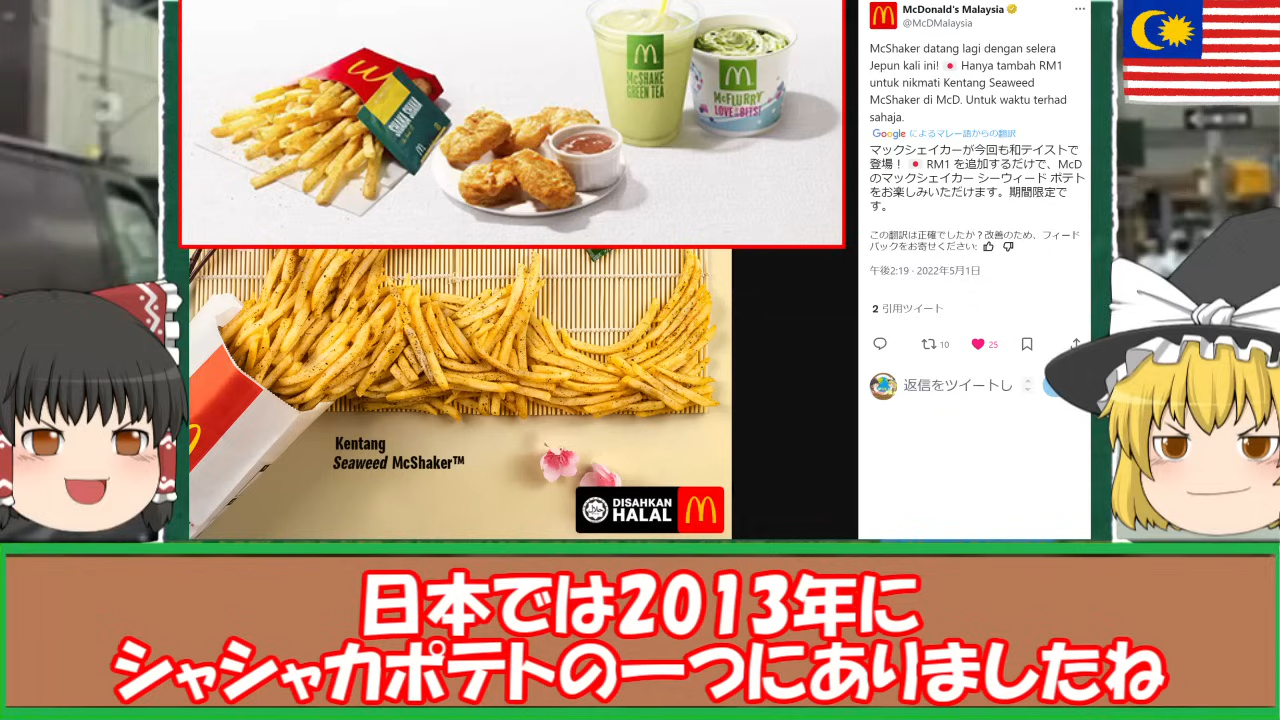 McDonald's Malaysia
@McDMalaysia
McShaker datang lagi dengan selera
Jepun kali ini! Hanya tambah RM1
untuk nikmati Kentang Seaweed
McShaker di McD. Untuk waktu terhad
sahaja.
Google によるマレー語からの翻訳
マックシェイカーが今回も和テイストで
登場！ RM1 を追加するだけで、McD
のマックシェイカー シーウィード ポテト
をお楽しみいただけます。期間限定で
す。
この翻訳は正確でしたか？改善のため、フィード
バックをお寄せください:
午後2:19 · 2022年5月1日
2 引用ツイート
10
25
返信をツイートし
McSHAKE
GREEN TEA
McFLURRY
LOVE & BITS!
SHAKA SHAKA
Kentang
Seaweed McShaker™
DISAHKAN
HALAL
日本では2013年に
シャシャカポテトの一つにありましたね